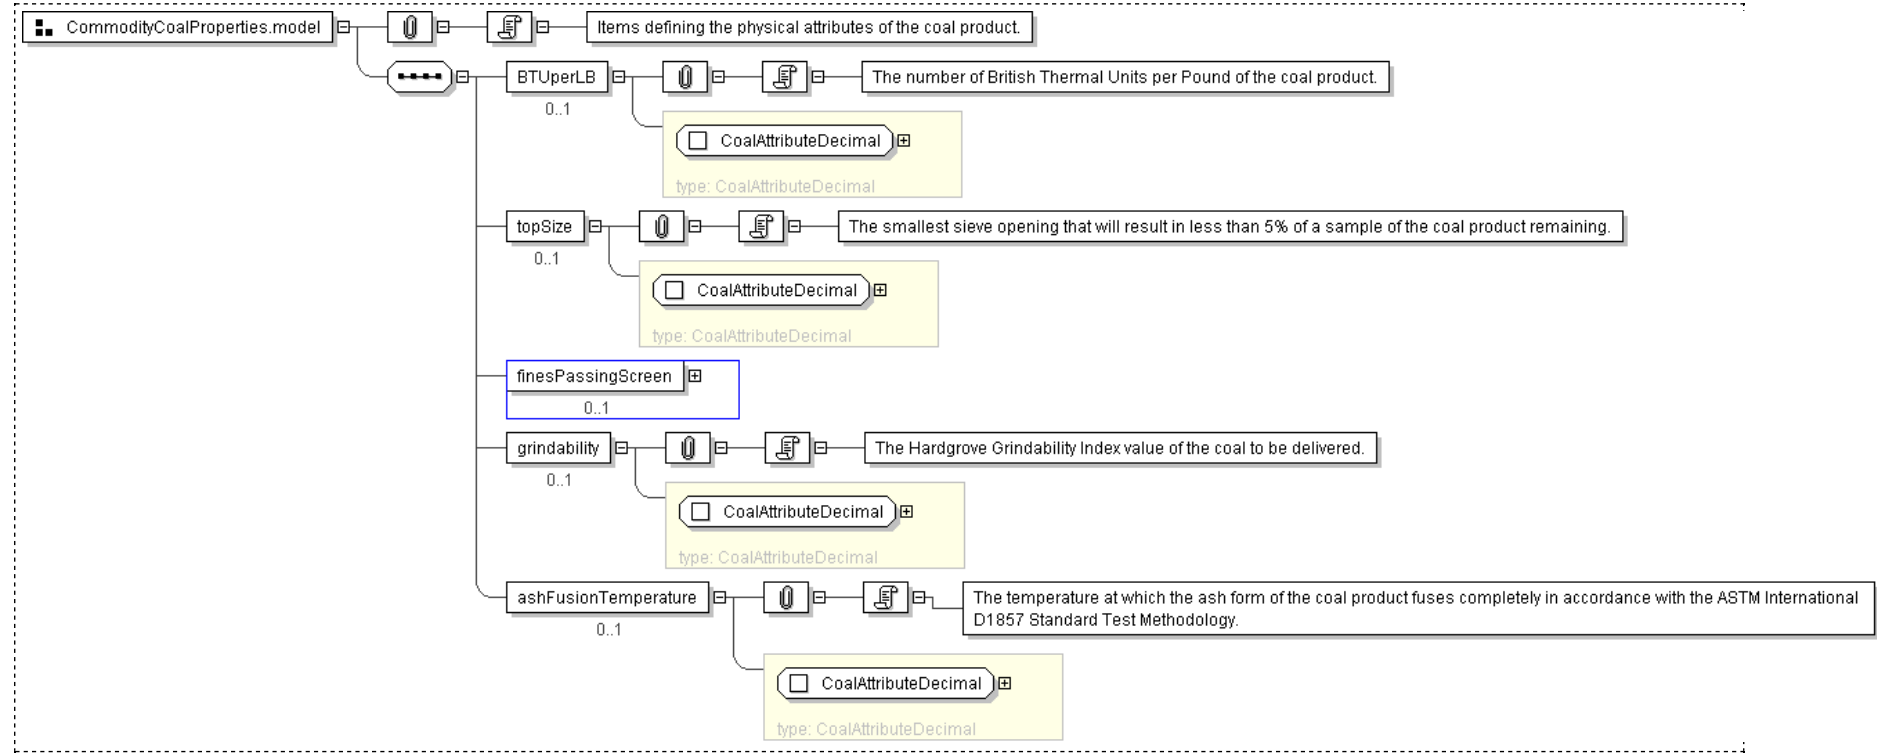 CommodityCoalProperties.model
Items defining the physical attributes of the coal product.
BTUperLB
The number of British Thermal Units per Pound of the coal product.
0..1
CoalAttributeDecimal
type: CoalAttributeDecimal
topSize
The smallest sieve opening that will result in less than 5% of a sample of the coal product remaining.
0..1
CoalAttributeDecimal
type: CoalAttributeDecimal
finesPassingScreen
0..1
grindability
The Hardgrove Grindability Index value of the coal to be delivered.
0..1
CoalAttributeDecimal
type: CoalAttributeDecimal
ashFusionTemperature
The temperature at which the ash form of the coal product fuses completely in accordance with the ASTM International
D1857 Standard Test Methodology.
0..1
CoalAttributeDecimal
type: CoalAttributeDecimal